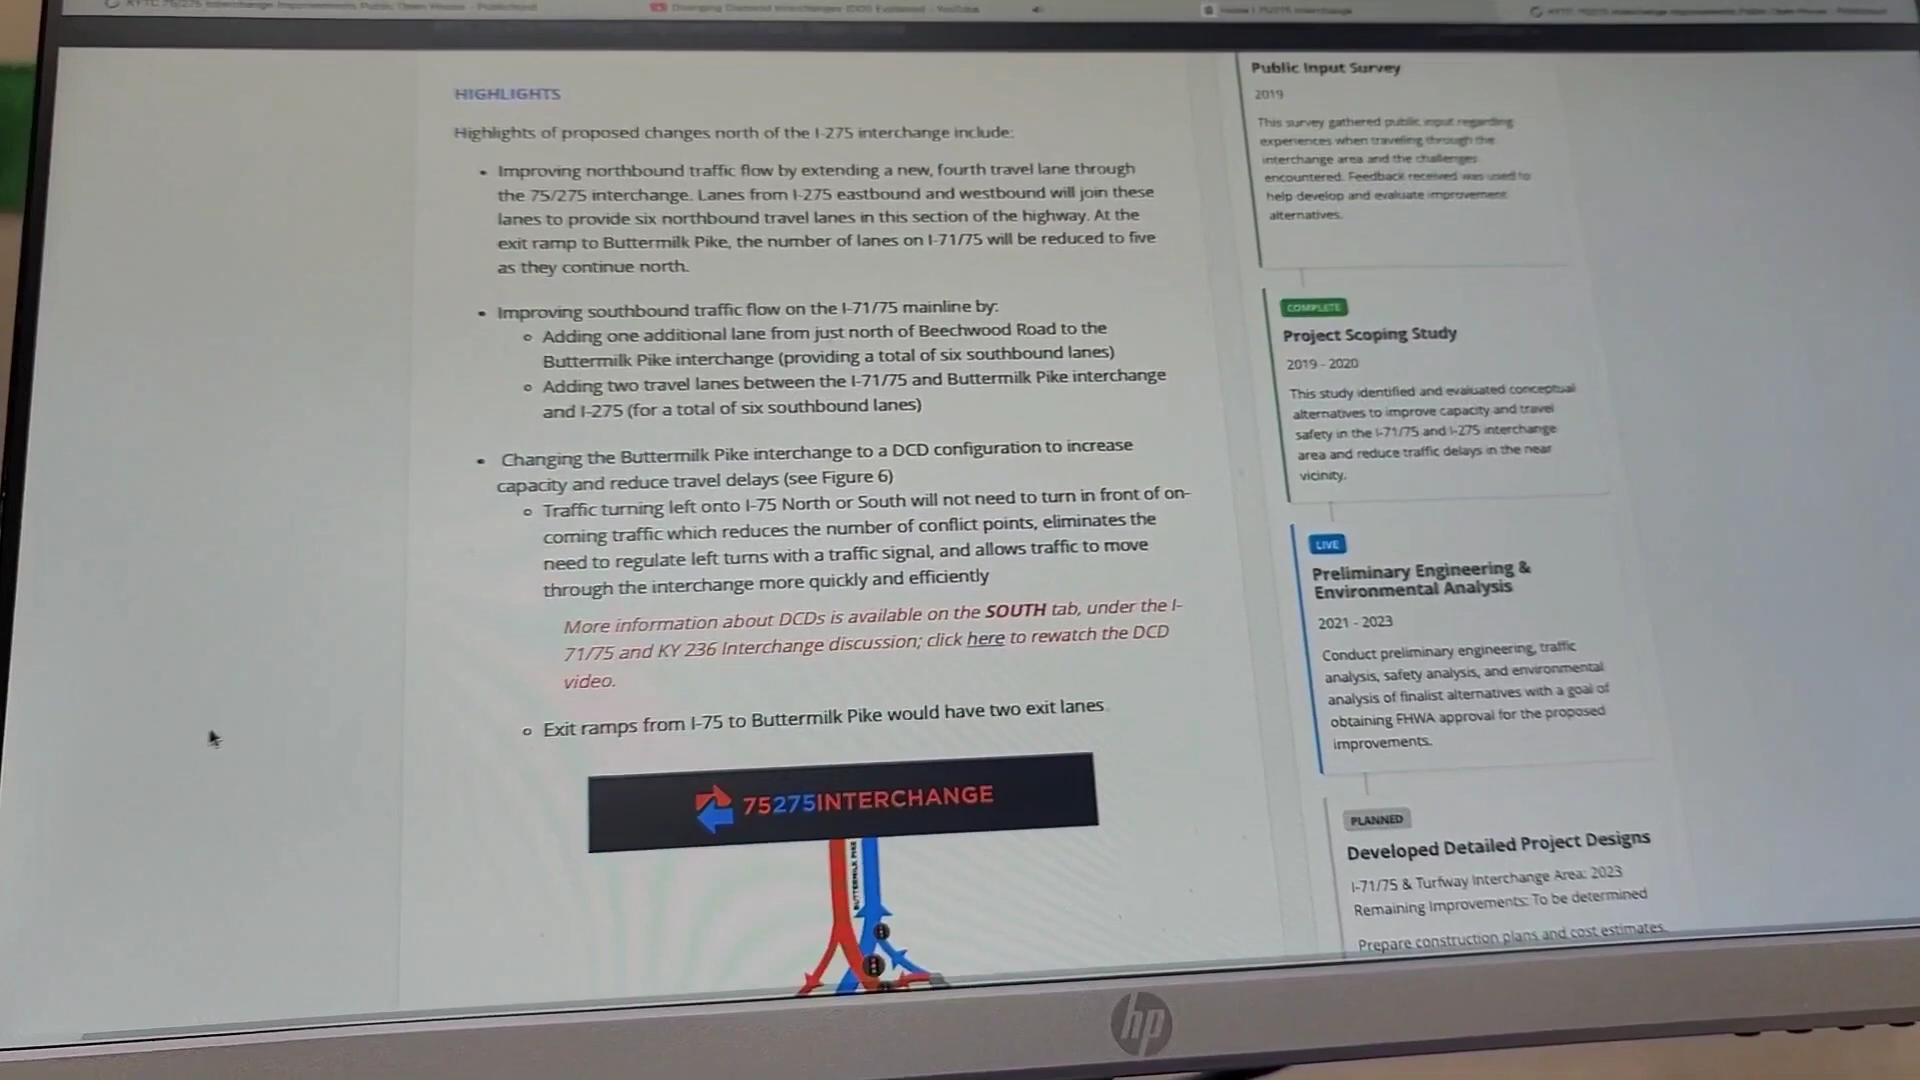 HIGHLIGHTS
Highlights of proposed changes north of the I-275 interchange include:
• Improving northbound traffic flow by extending a new, fourth travel lane through
the 75/275 interchange. Lanes from I-275 eastbound and westbound will join these
lanes to provide six northbound travel lanes in this section of the highway. At the
exit ramp to Buttermilk Pike, the number of lanes on I-71/75 will be reduced to five
as they continue north.
• Improving southbound traffic flow on the I-71/75 mainline by:
o Adding one additional lane from just north of Beechwood Road to the
Buttermilk Pike interchange (providing a total of six southbound lanes)
o Adding two travel lanes between the I-71/75 and Buttermilk Pike interchange
and I-275 (for a total of six southbound lanes)
• Changing the Buttermilk Pike interchange to a DCD configuration to increase
capacity and reduce travel delays (see Figure 6)
o Traffic turning left onto I-75 North or South will not need to turn in front of on-
coming traffic which reduces the number of conflict points, eliminates the
need to regulate left turns with a traffic signal, and allows traffic to move
through the interchange more quickly and efficiently
More information about DCDs is available on the SOUTH tab, under the I-
71/75 and KY 236 Interchange discussion; click here to rewatch the DCD
video.
o Exit ramps from I-75 to Buttermilk Pike would have two exit lanes
75275INTERCHANGE
BUTTERMILK PIKE
Public Input Survey
2019
This survey gathered public input regarding
experiences when traveling through the
interchange area and the challenges
encountered. Feedback received was used to
help develop and evaluate improvement
alternatives.
COMPLETE
Project Scoping Study
2019 - 2020
This study identified and evaluated conceptual
alternatives to improve capacity and travel
safety in the I-71/75 and I-275 interchange
area and reduce traffic delays in the near
vicinity.
LIVE
Preliminary Engineering &
Environmental Analysis
2021 - 2023
Conduct preliminary engineering, traffic
analysis, safety analysis, and environmental
analysis of finalist alternatives with a goal of
obtaining FHWA approval for the proposed
improvements.
PLANNED
Developed Detailed Project Designs
I-71/75 & Turfway Interchange Area: 2023
Remaining Improvements: To be determined
Prepare construction plans and cost estimates
hp